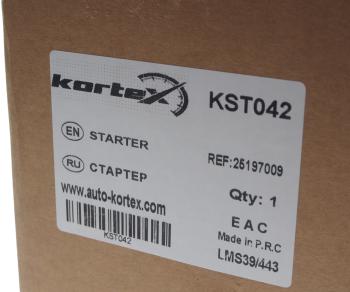 kortex
KST042
EN STARTER
RU СТАРТЕР
REF:25197009
www.auto-kortex.com
Qty: 1
KST042
EAC
Made in P.R.C
LMS39/443